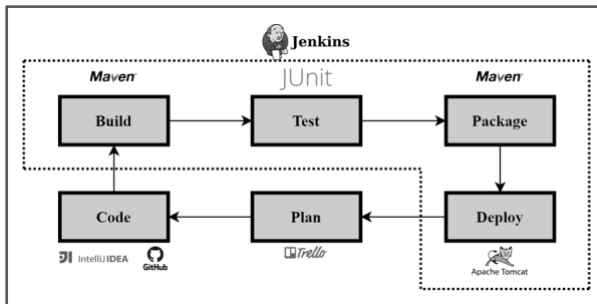 Jenkins
Maven
JUnit
Maven
Build
Test
Package
Code
Plan
Deploy
IntelliJ IDEA
GitHub
Trello
Apache Tomcat